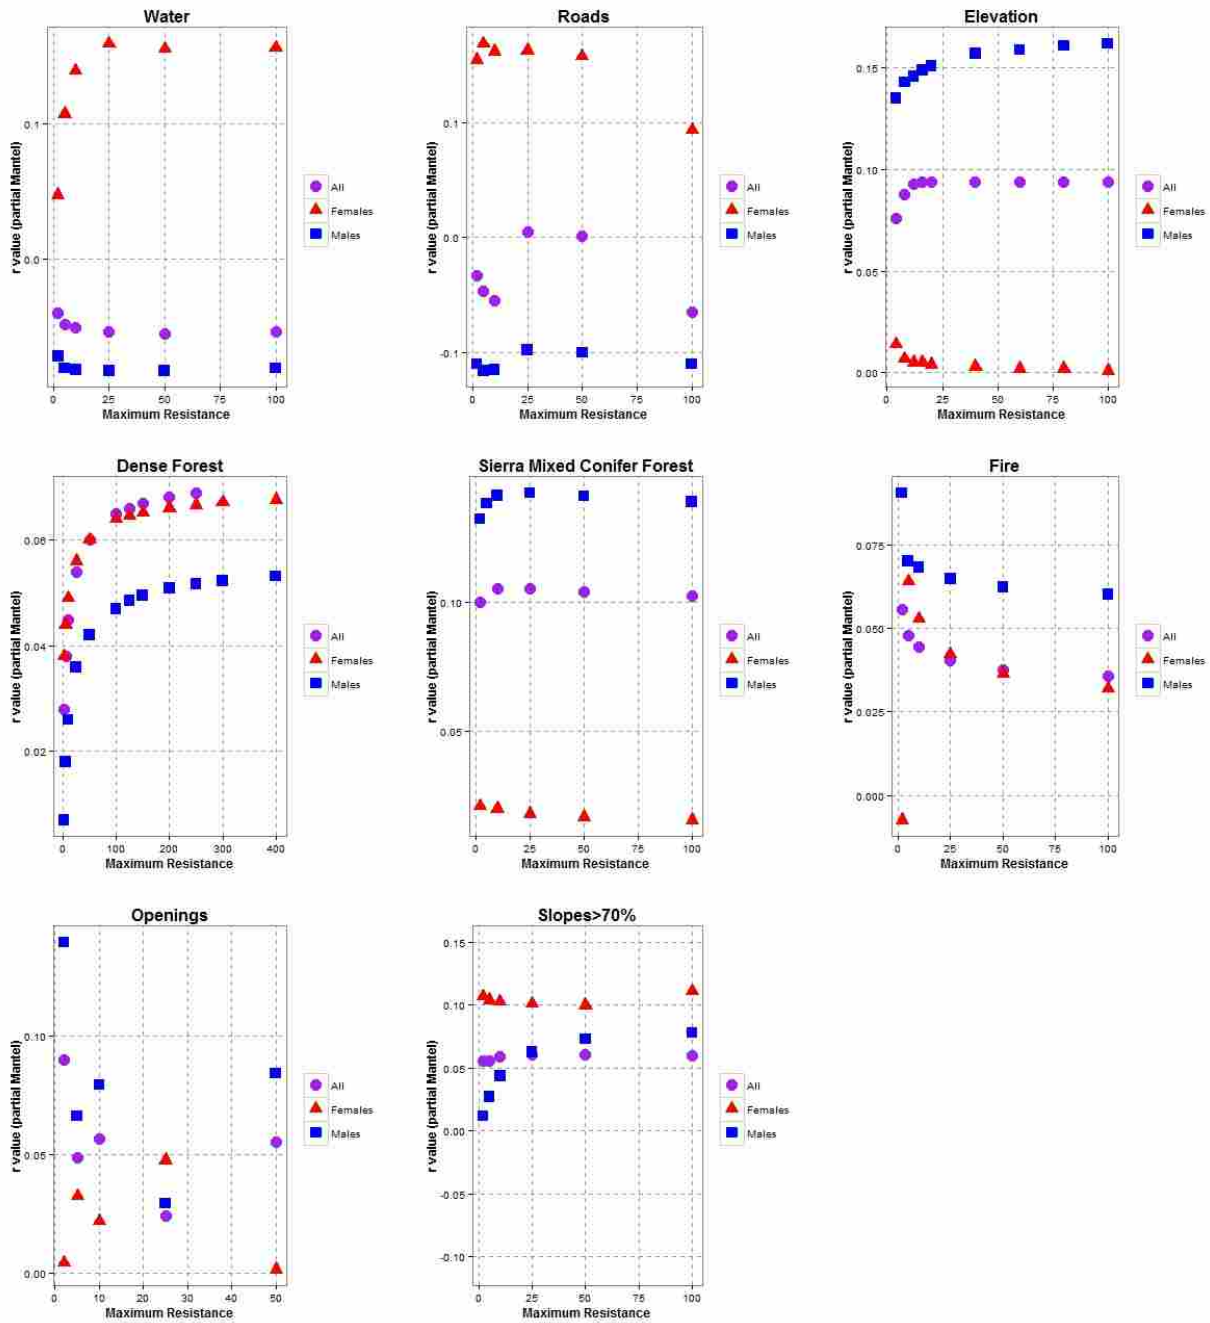 Water
r value (partial Mantel)
0.1
0.0
0 25 50 75 100
Maximum Resistance
All
Females
Males
Roads
r value (partial Mantel)
0.1
0.0
-0.1
0 25 50 75 100
Maximum Resistance
All
Females
Males
Elevation
r value (partial Mantel)
0.15
0.10
0.05
0.00
0 25 50 75 100
Maximum Resistance
All
Females
Males
Dense Forest
r value (partial Mantel)
0.06
0.04
0.02
0 100 200 300 400
Maximum Resistance
All
Females
Males
Sierra Mixed Conifer Forest
r value (partial Mantel)
0.10
0.05
0 25 50 75 100
Maximum Resistance
All
Females
Males
Fire
r value (partial Mantel)
0.075
0.050
0.025
0.000
0 25 50 75 100
Maximum Resistance
All
Females
Males
Openings
r value (partial Mantel)
0.10
0.05
0.00
0 10 20 30 40 50
Maximum Resistance
All
Females
Males
Slopes>70%
r value (partial Mantel)
0.15
0.10
0.05
0.00
-0.05
-0.10
0 25 50 75 100
Maximum Resistance
All
Females
Males